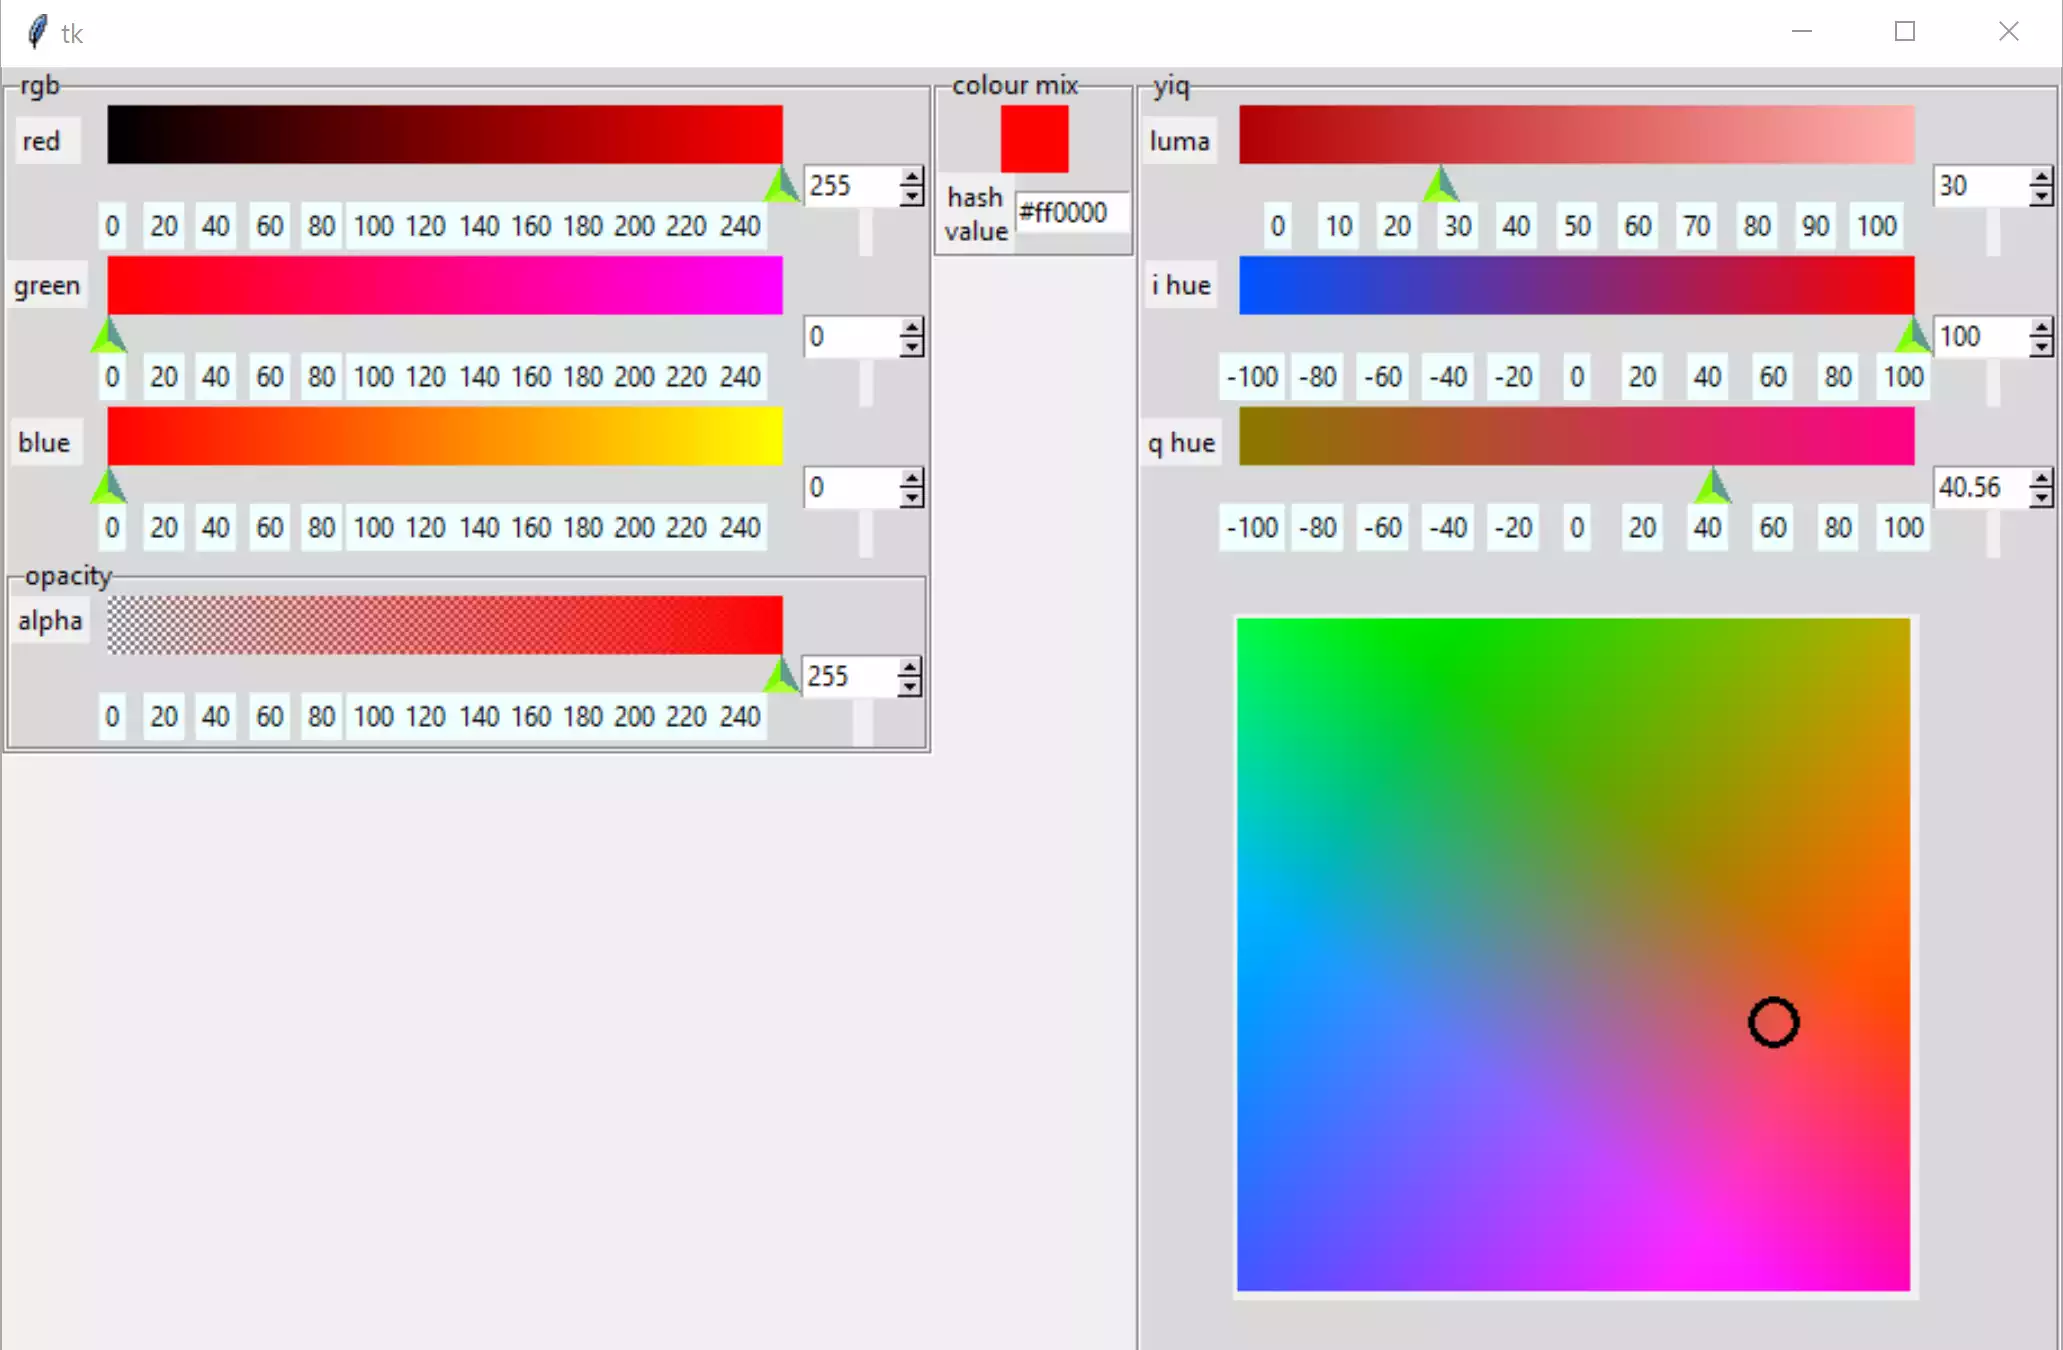 tk
rgb
red
255
0 20 40 60 80 100 120 140 160 180 200 220 240
green
0
0 20 40 60 80 100 120 140 160 180 200 220 240
blue
0
0 20 40 60 80 100 120 140 160 180 200 220 240
opacity
alpha
255
0 20 40 60 80 100 120 140 160 180 200 220 240
colour mix
hash
value
#ff0000
yiq
luma
30
0 10 20 30 40 50 60 70 80 90 100
i hue
100
-100 -80 -60 -40 -20 0 20 40 60 80 100
q hue
40.56
-100 -80 -60 -40 -20 0 20 40 60 80 100